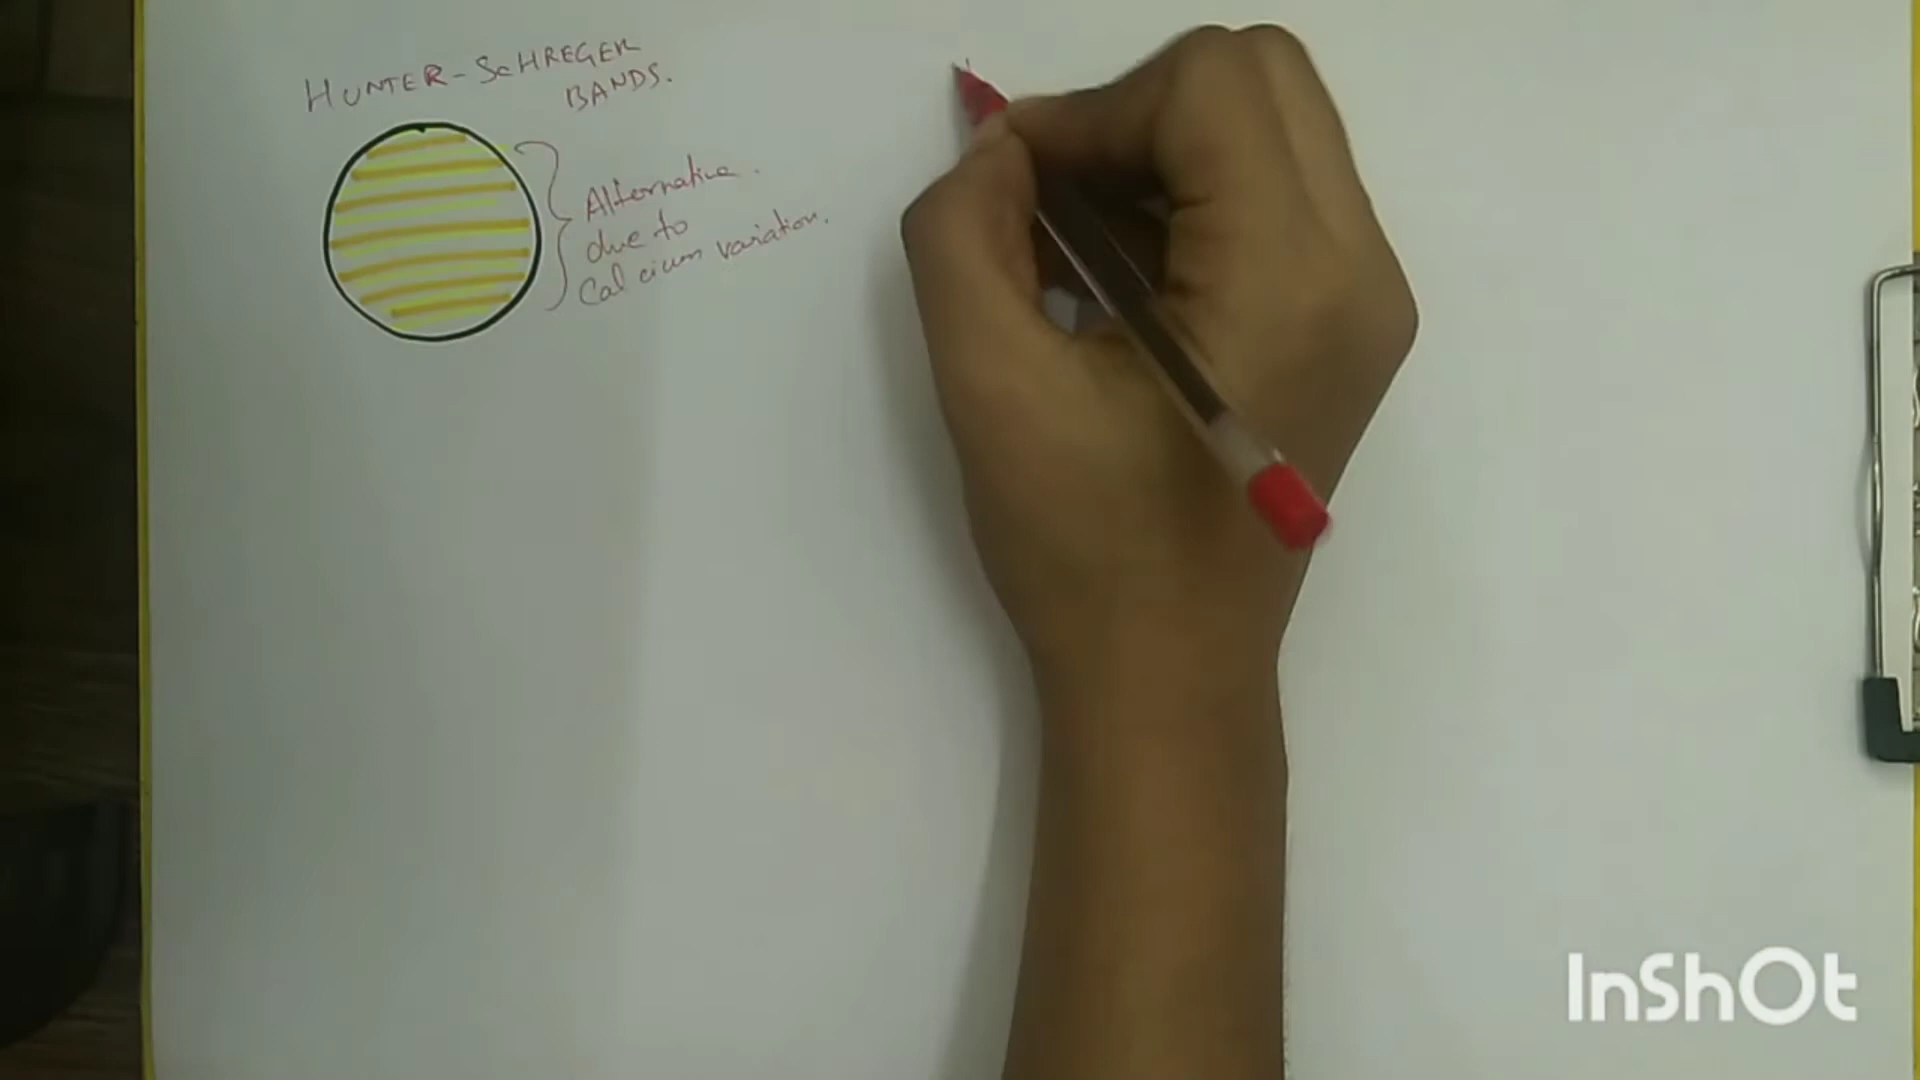 HUNTER-ScHREGER
BANDS.
Alternative.
due to
Calcium variation.
InShOt